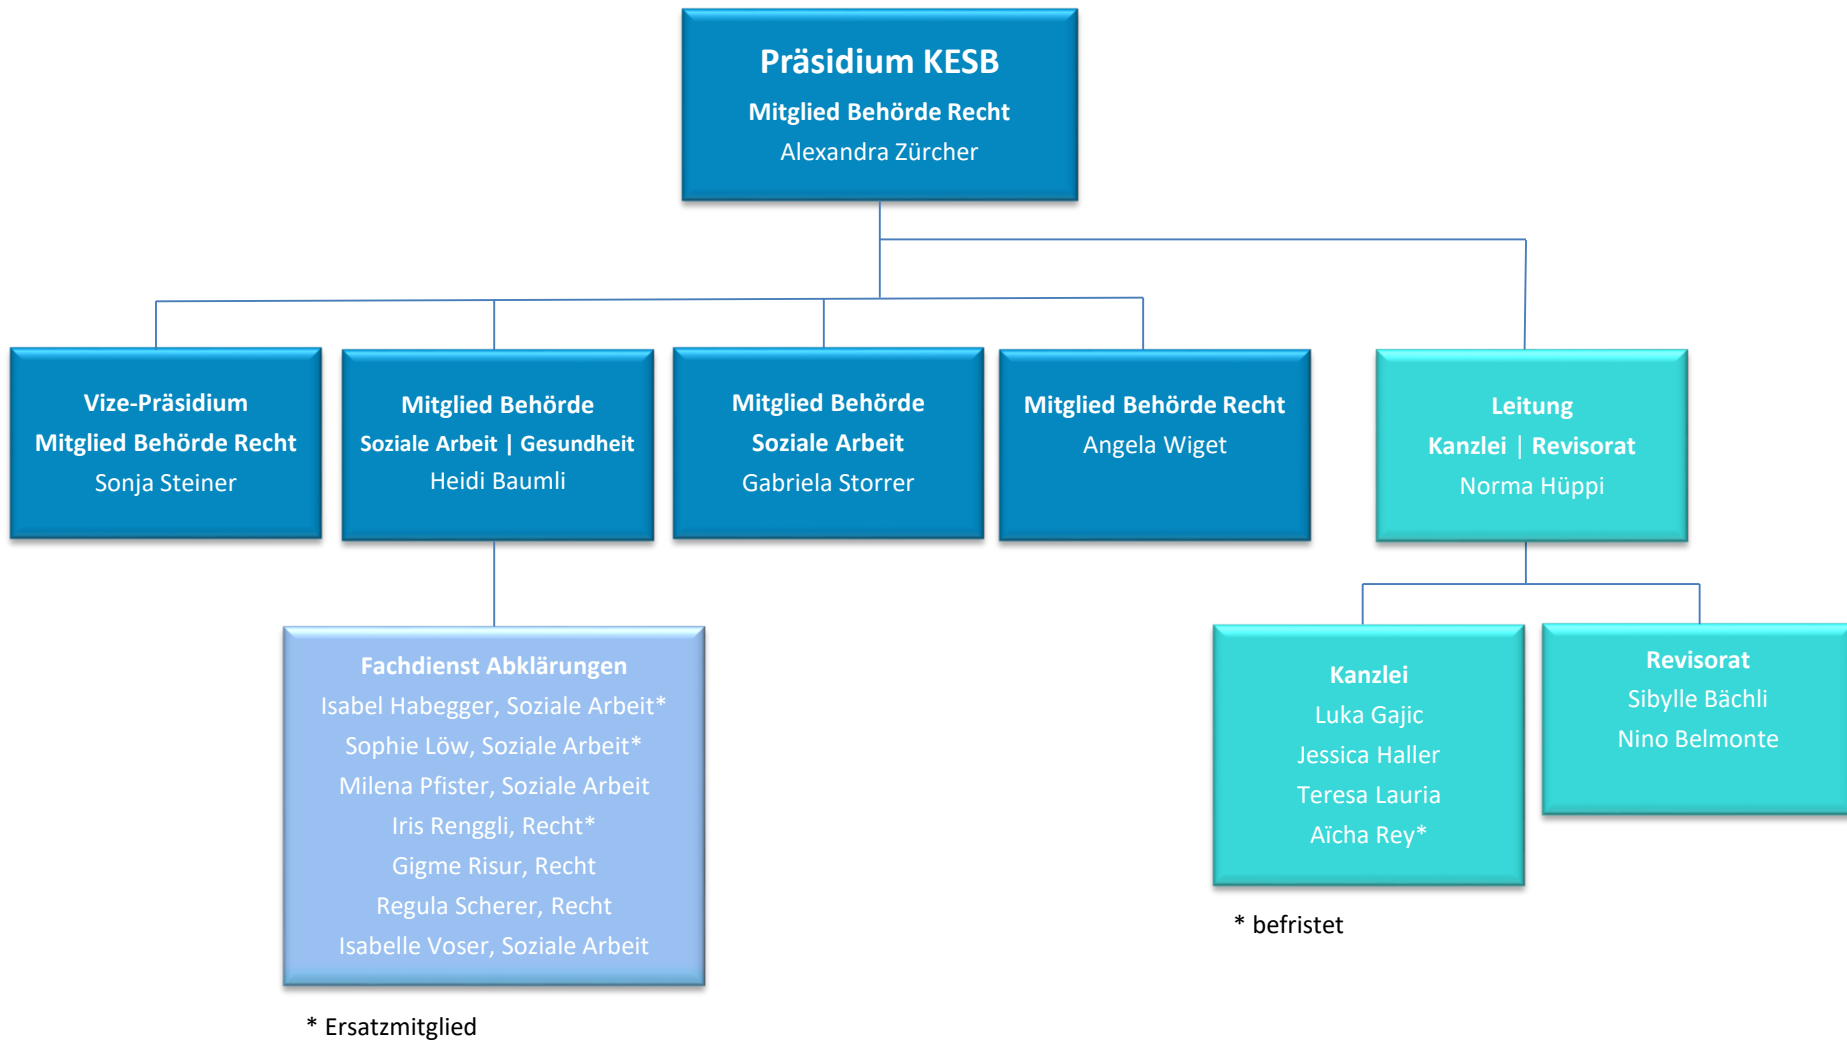 Präsidium KESB
Mitglied Behörde Recht
Alexandra Zürcher
Vize-Präsidium
Mitglied Behörde Recht
Sonja Steiner
Mitglied Behörde
Soziale Arbeit | Gesundheit
Heidi Baumli
Mitglied Behörde
Soziale Arbeit
Gabriela Storrer
Mitglied Behörde Recht
Angela Wiget
Leitung
Kanzlei | Revisorat
Norma Hüppi
Fachdienst Abklärungen
Isabel Habegger, Soziale Arbeit*
Sophie Löw, Soziale Arbeit*
Milena Pfister, Soziale Arbeit
Iris Renggli, Recht*
Gigme Risur, Recht
Regula Scherer, Recht
Isabelle Voser, Soziale Arbeit
* Ersatzmitglied
Kanzlei
Luka Gajic
Jessica Haller
Teresa Lauria
Aïcha Rey*
* befristet
Revisorat
Sibylle Bächli
Nino Belmonte